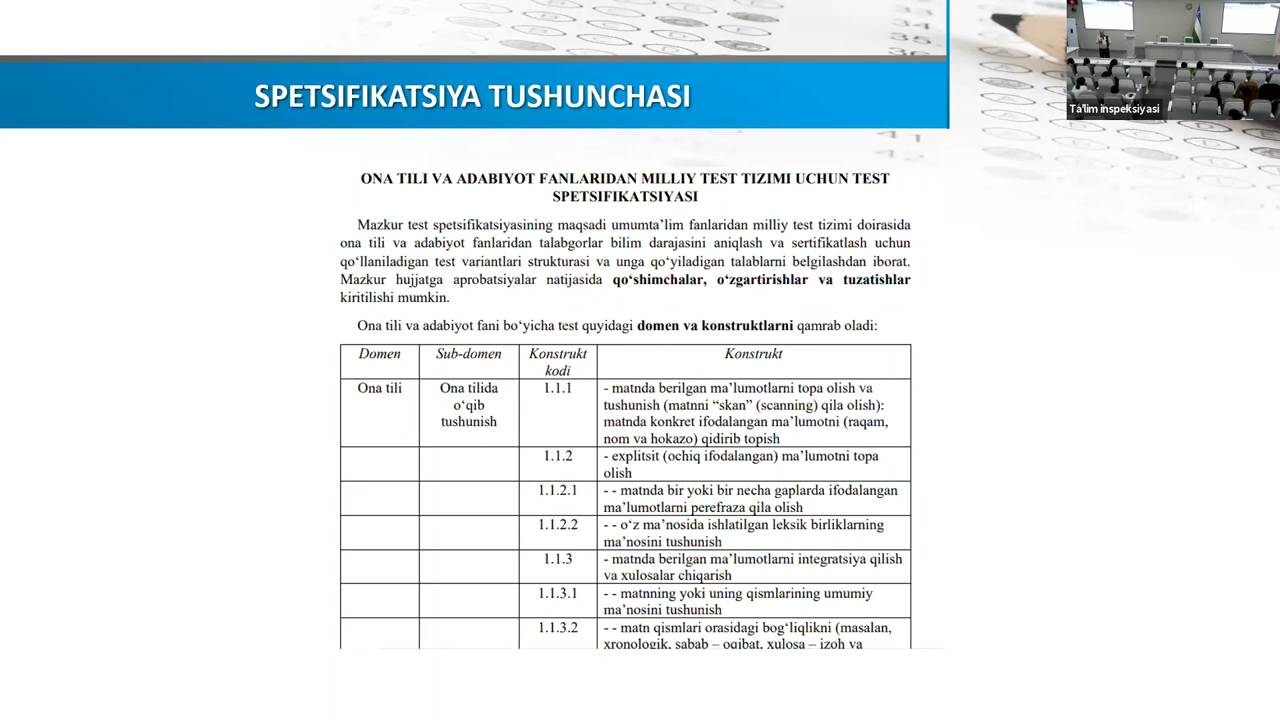 SPETSIFIKATSIYA TUSHUNCHASI
Ta'lim inspeksiyasi
ONA TILI VA ADABIYOT FANLARIDAN MILLIY TEST TIZIMI UCHUN TEST
SPETSIFIKATSIYASI
Mazkur test spetsifikatsiyasining maqsadi umumta’lim fanlaridan milliy test tizimi doirasida
ona tili va adabiyot fanlaridan talabgorlar bilim darajasini aniqlash va sertifikatlash uchun
qo‘llaniladigan test variantlari strukturasi va unga qo‘yiladigan talablarni belgilashdan iborat.
Mazkur hujjatga aprobatsiyalar natijasida qo‘shimchalar, o‘zgartirishlar va tuzatishlar
kiritilishi mumkin.
Ona tili va adabiyot fani bo‘yicha test quyidagi domen va konstruktlarni qamrab oladi:
Domen Sub-domen Konstrukt kodi Konstrukt
Ona tili Ona tilida o‘qib tushunish 1.1.1 - matnda berilgan ma’lumotlarni topa olish va
tushunish (matnni “skan” (scanning) qila olish):
matnda konkret ifodalangan ma’lumotni (raqam,
nom va hokazo) qidirib topish
1.1.2 - eksplitsit (ochiq ifodalangan) ma’lumotni topa
olish
1.1.2.1 - - matnda bir yoki bir necha gaplarda ifodalangan
ma’lumotlarni perefraza qila olish
1.1.2.2 - - o‘z ma’nosida ishlatilgan leksik birliklarning
ma’nosini tushunish
1.1.3 - matnda berilgan ma’lumotlarni integratsiya qilish
va xulosalar chiqarish
1.1.3.1 - - matnning yoki uning qismlarining umumiy
ma’nosini tushunish
1.1.3.2 - - matn qismlari orasidagi bog‘liqlikni (masalan,
xronologik, sabab – oqibat, xulosa – izoh va